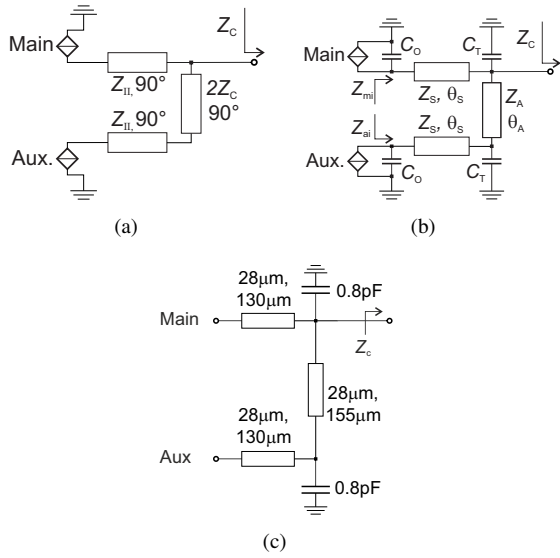 Z_C
Main
Z_II, 90°
2Z_C
90°
Z_II, 90°
Aux.
(a)
Main
C_O
C_T
Z_C
Z_mi
Z_S, θ_S
Z_A
θ_A
Z_ai
Z_S, θ_S
Aux.
C_O
C_T
(b)
28μm,
130μm
0.8pF
Main
Z_c
28μm,
155μm
28μm,
130μm
Aux
0.8pF
(c)